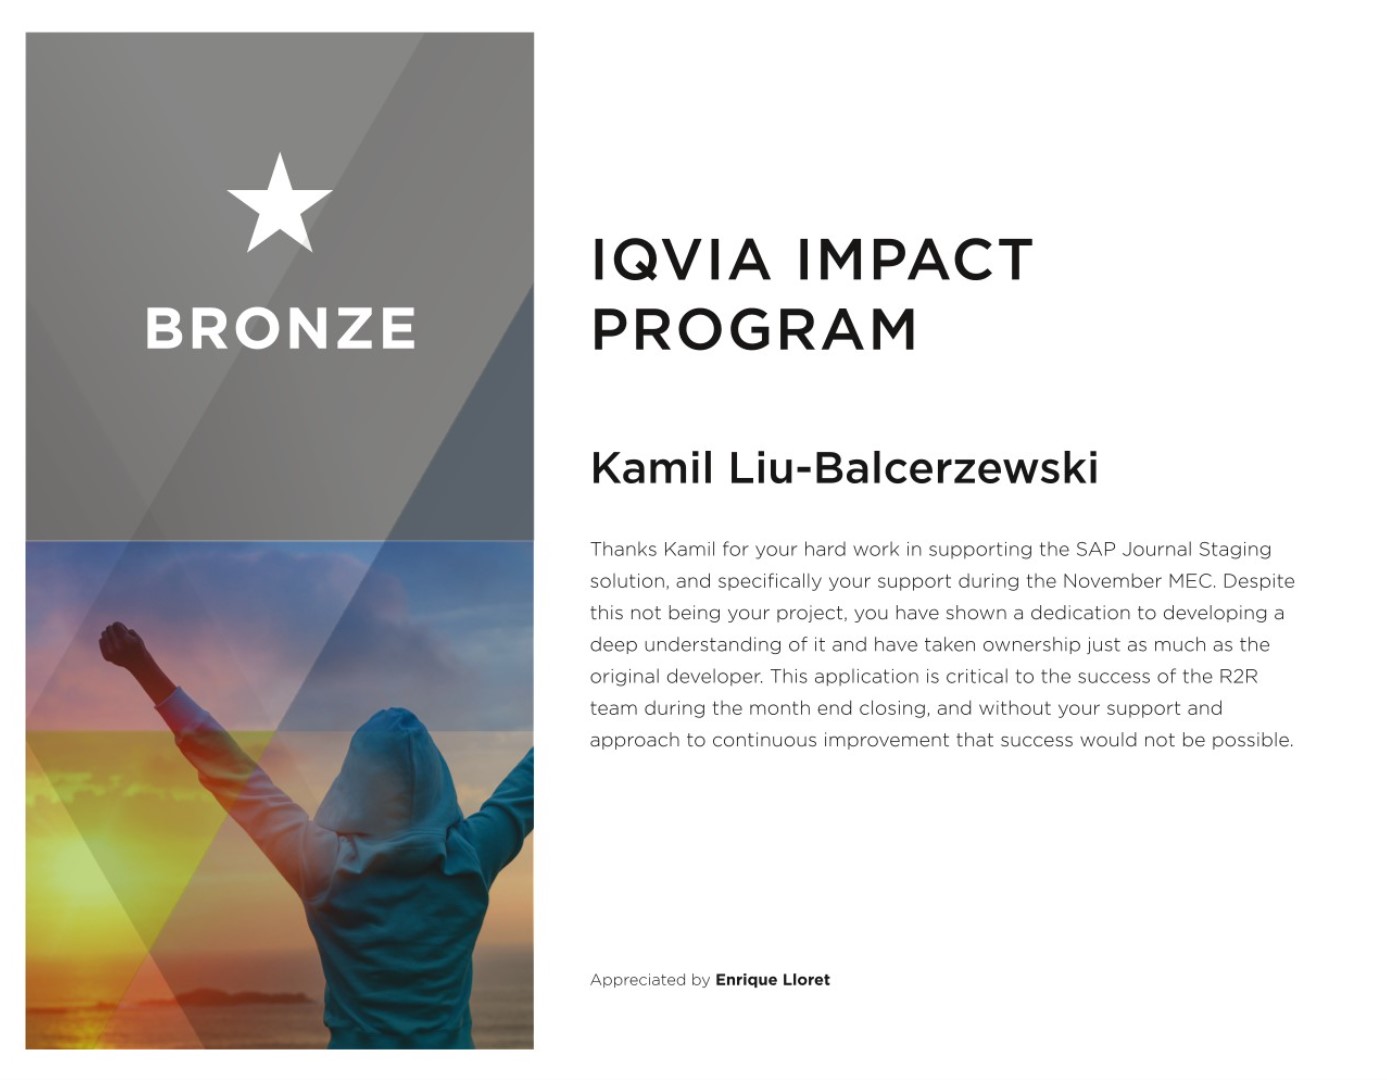 BRONZE
IQVIA IMPACT
PROGRAM
Kamil Liu-Balcerzewski
Thanks Kamil for your hard work in supporting the SAP Journal Staging
solution, and specifically your support during the November MEC. Despite
this not being your project, you have shown a dedication to developing a
deep understanding of it and have taken ownership just as much as the
original developer. This application is critical to the success of the R2R
team during the month end closing, and without your support and
approach to continuous improvement that success would not be possible.
Appreciated by Enrique Lloret